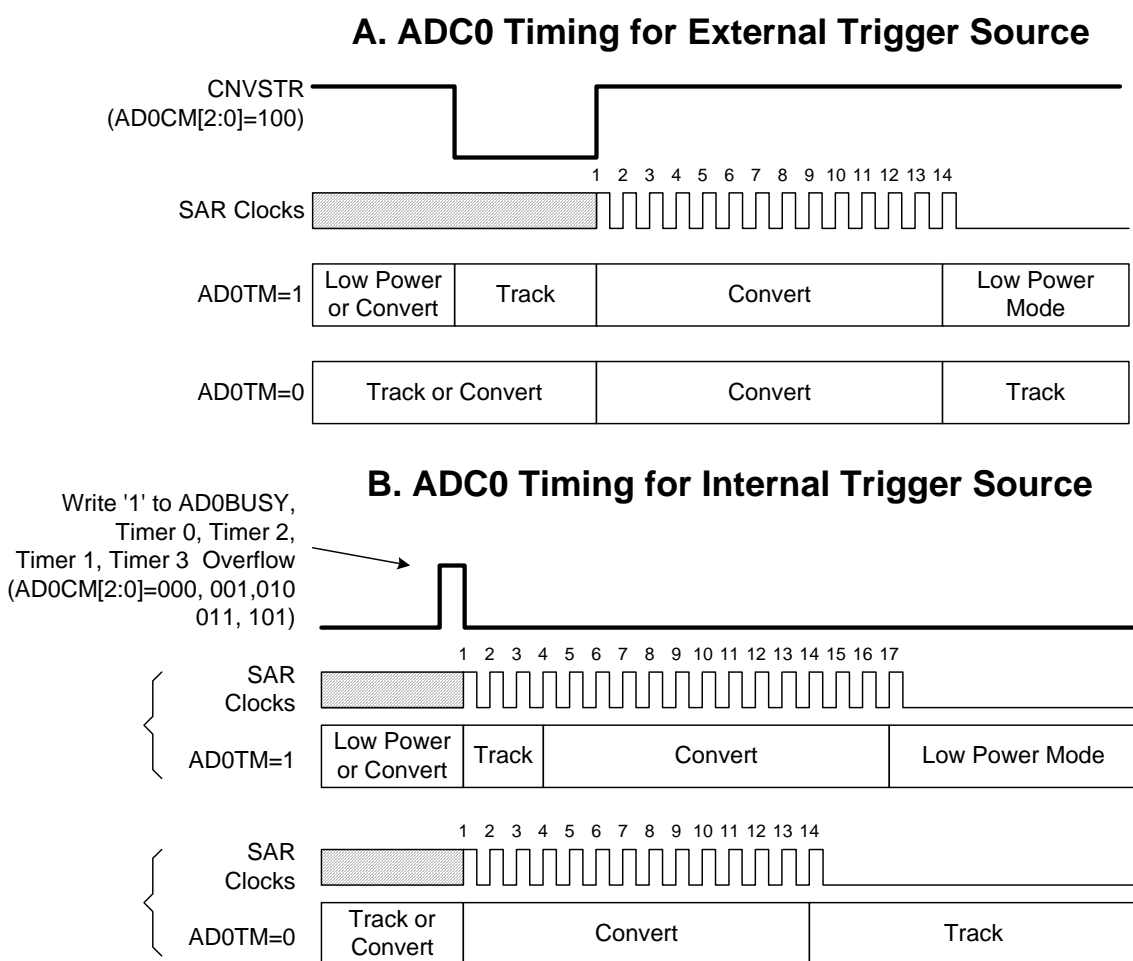 A. ADC0 Timing for External Trigger Source
CNVSTR
(AD0CM[2:0]=100)
1 2 3 4 5 6 7 8 9 10 11 12 13 14
SAR Clocks
AD0TM=1
Low Power
or Convert
Track
Convert
Low Power
Mode
AD0TM=0
Track or Convert
Convert
Track
B. ADC0 Timing for Internal Trigger Source
Write '1' to AD0BUSY,
Timer 0, Timer 2,
Timer 1, Timer 3 Overflow
(AD0CM[2:0]=000, 001,010
011, 101)
1 2 3 4 5 6 7 8 9 10 11 12 13 14 15 16 17
SAR
Clocks
AD0TM=1
Low Power
or Convert
Track
Convert
Low Power Mode
1 2 3 4 5 6 7 8 9 10 11 12 13 14
SAR
Clocks
AD0TM=0
Track or
Convert
Convert
Track